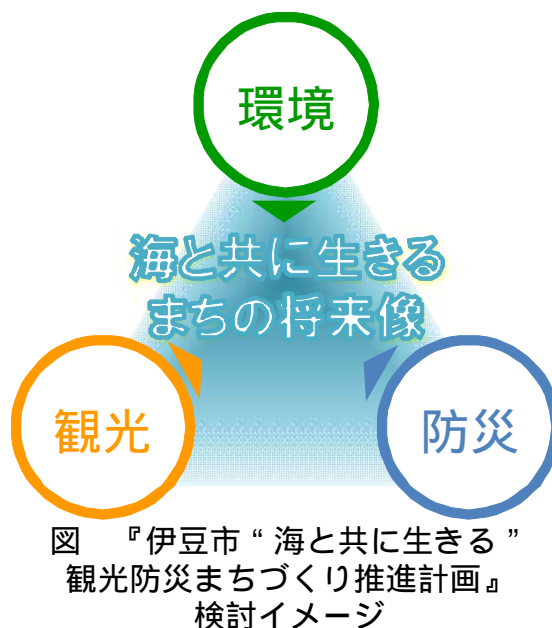 環境
海と共に生きる
まちの将来像
観光
防災
図 『伊豆市“海と共に生きる”
観光防災まちづくり推進計画』
検討イメージ